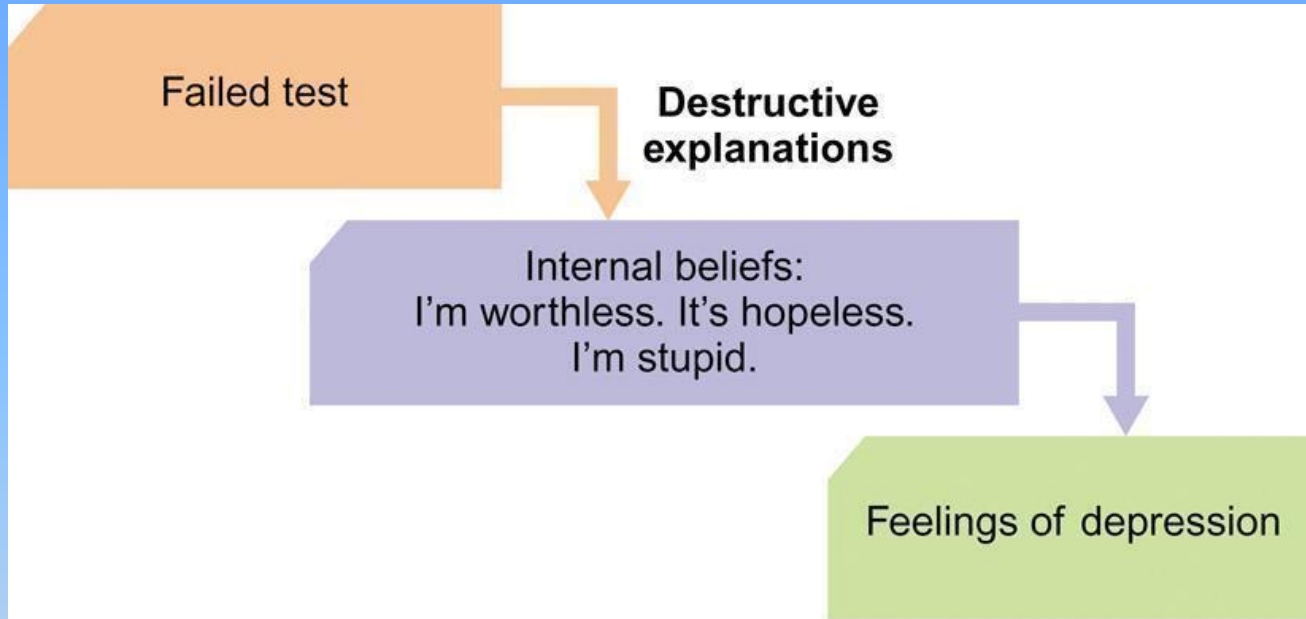 Failed test
Destructive
explanations
Internal beliefs:
I'm worthless. It's hopeless.
I'm stupid.
Feelings of depression